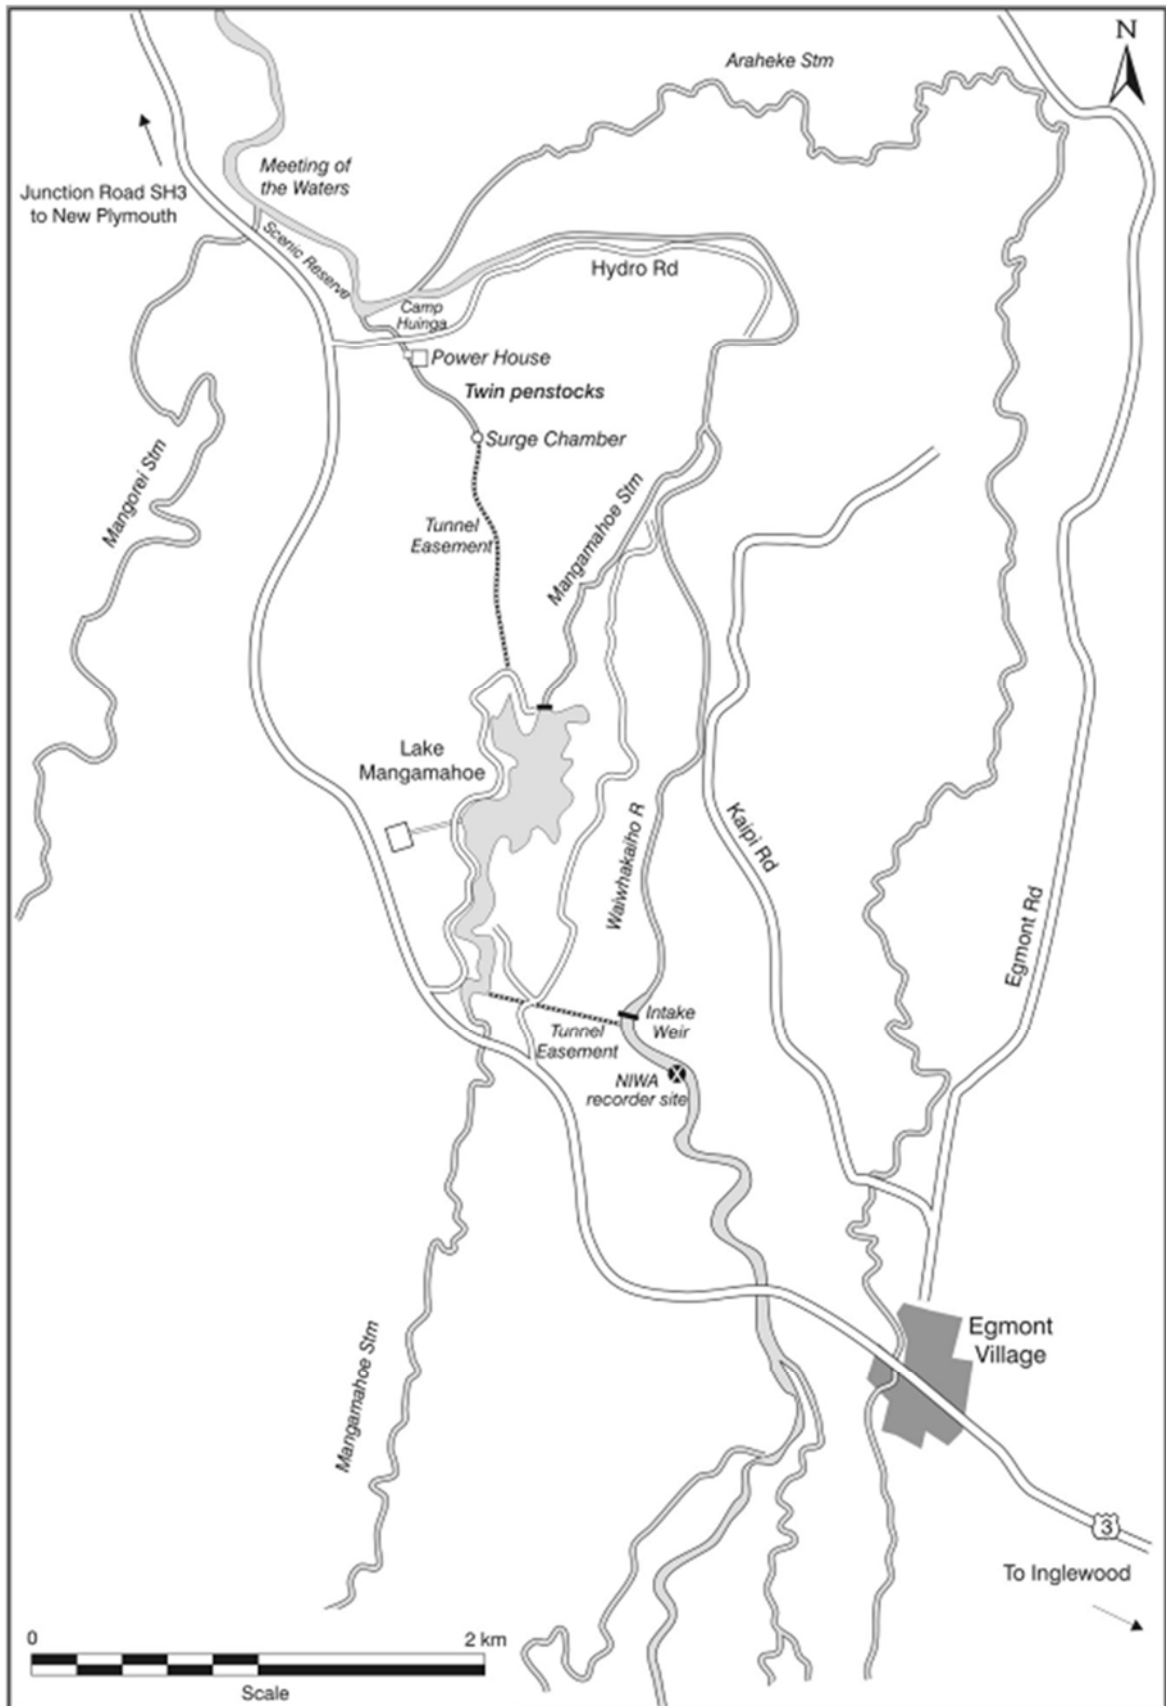 N
Araheke Stm
Meeting of
the Waters
Junction Road SH3
to New Plymouth
Scenic Reserve
Hydro Rd
Camp
Huinga
Power House
Twin penstocks
Surge Chamber
Mangorei Stm
Tunnel
Easement
Mangamahoe Stm
Lake
Mangamahoe
Waiwhakaiho R
Kaipi Rd
Egmont Rd
Intake
Weir
Tunnel
Easement
NIWA
recorder site
Egmont
Village
Mangamahoe Stm
3
To Inglewood
0
2 km
Scale